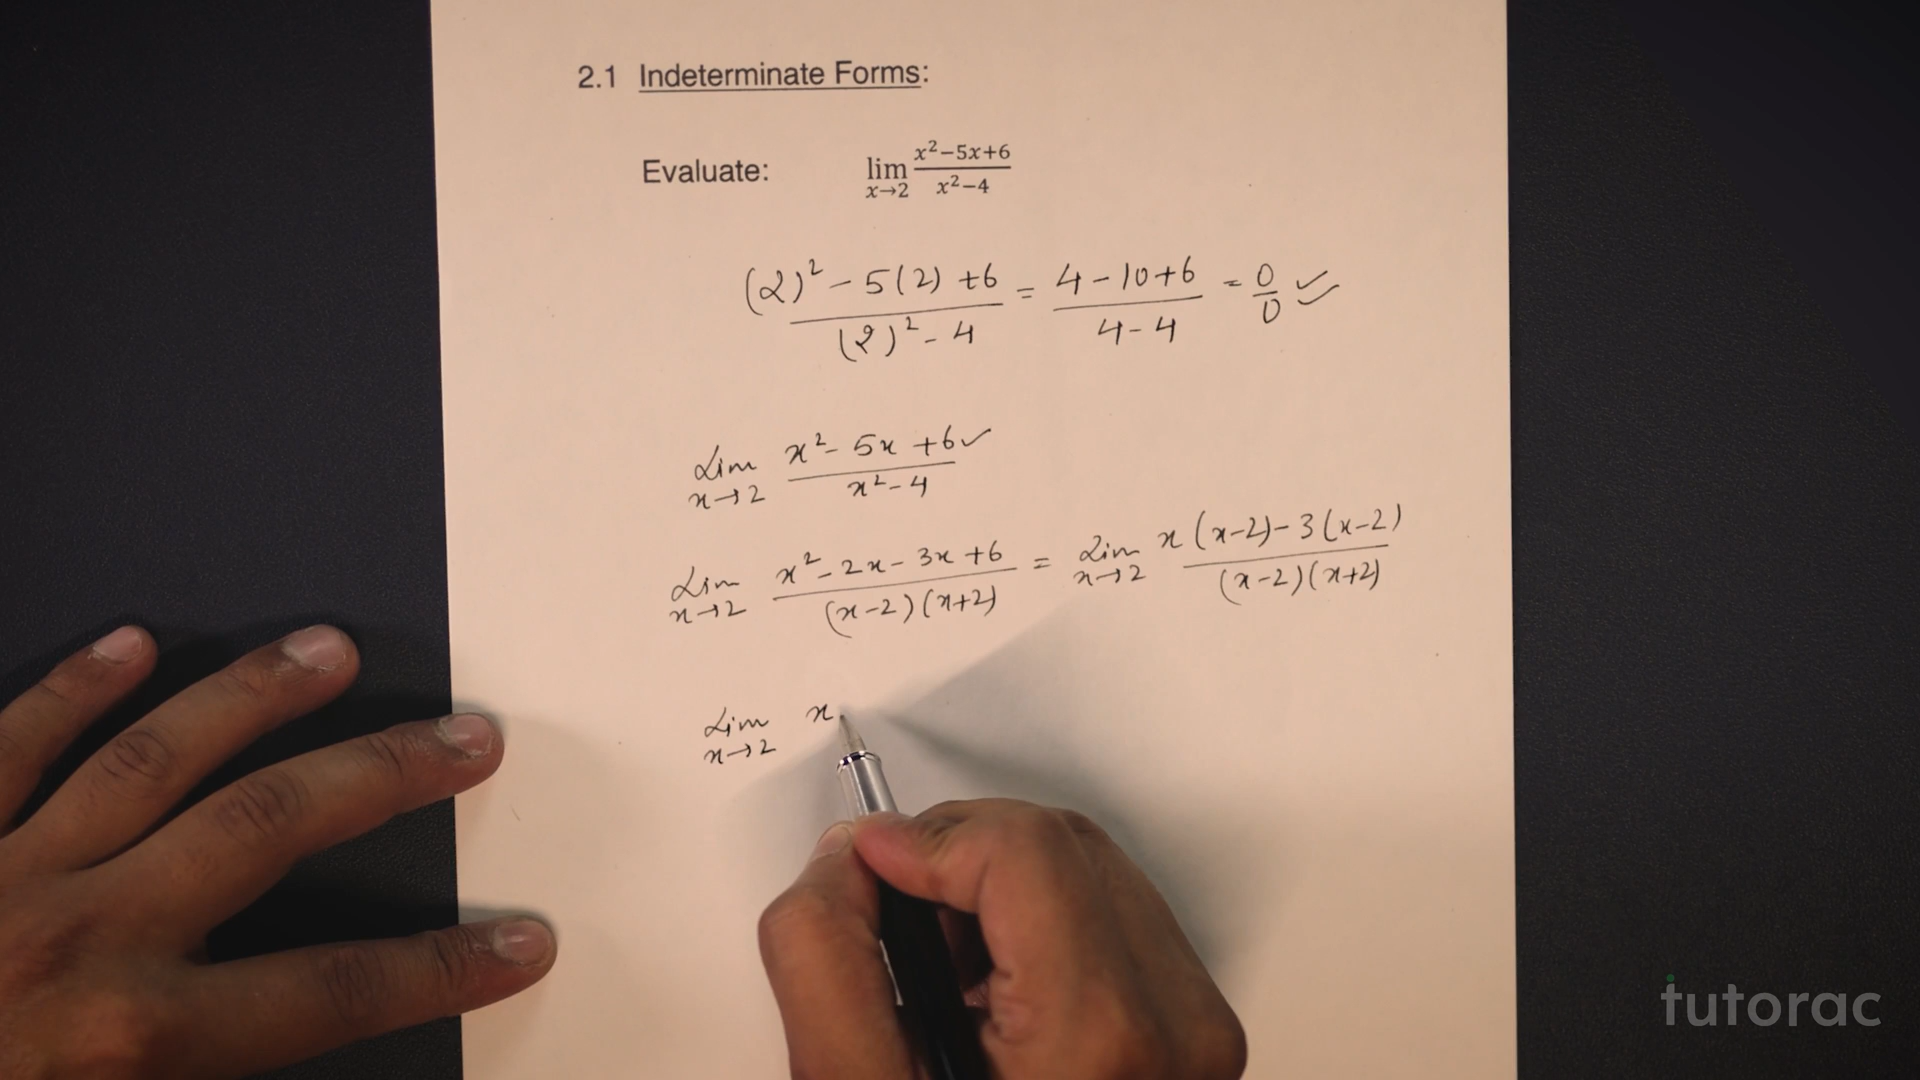 2.1 Indeterminate Forms:
Evaluate: lim x→2 x²−5x+6 / x²−4
(2)² − 5(2) + 6 / (2)² − 4 = 4 − 10 + 6 / 4 − 4 = 0/0 ✓
Lim x→2 x² − 5x + 6 ✓ / x² − 4
Lim x→2 x² − 2x − 3x + 6 / (x−2)(x+2) = Lim x→2 x(x−2) − 3(x−2) / (x−2)(x+2)
Lim x→2 x
tutorac